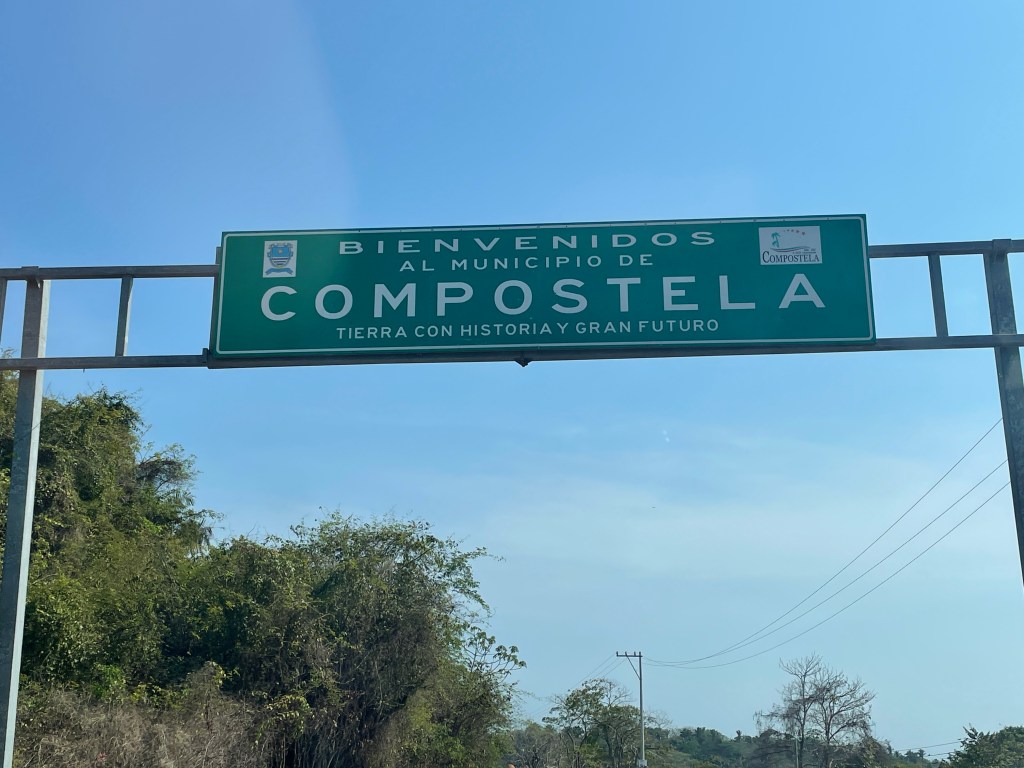 BIENVENIDOS
AL MUNICIPIO DE
COMPOSTELA
TIERRA CON HISTORIA Y GRAN FUTURO
COMPOSTELA